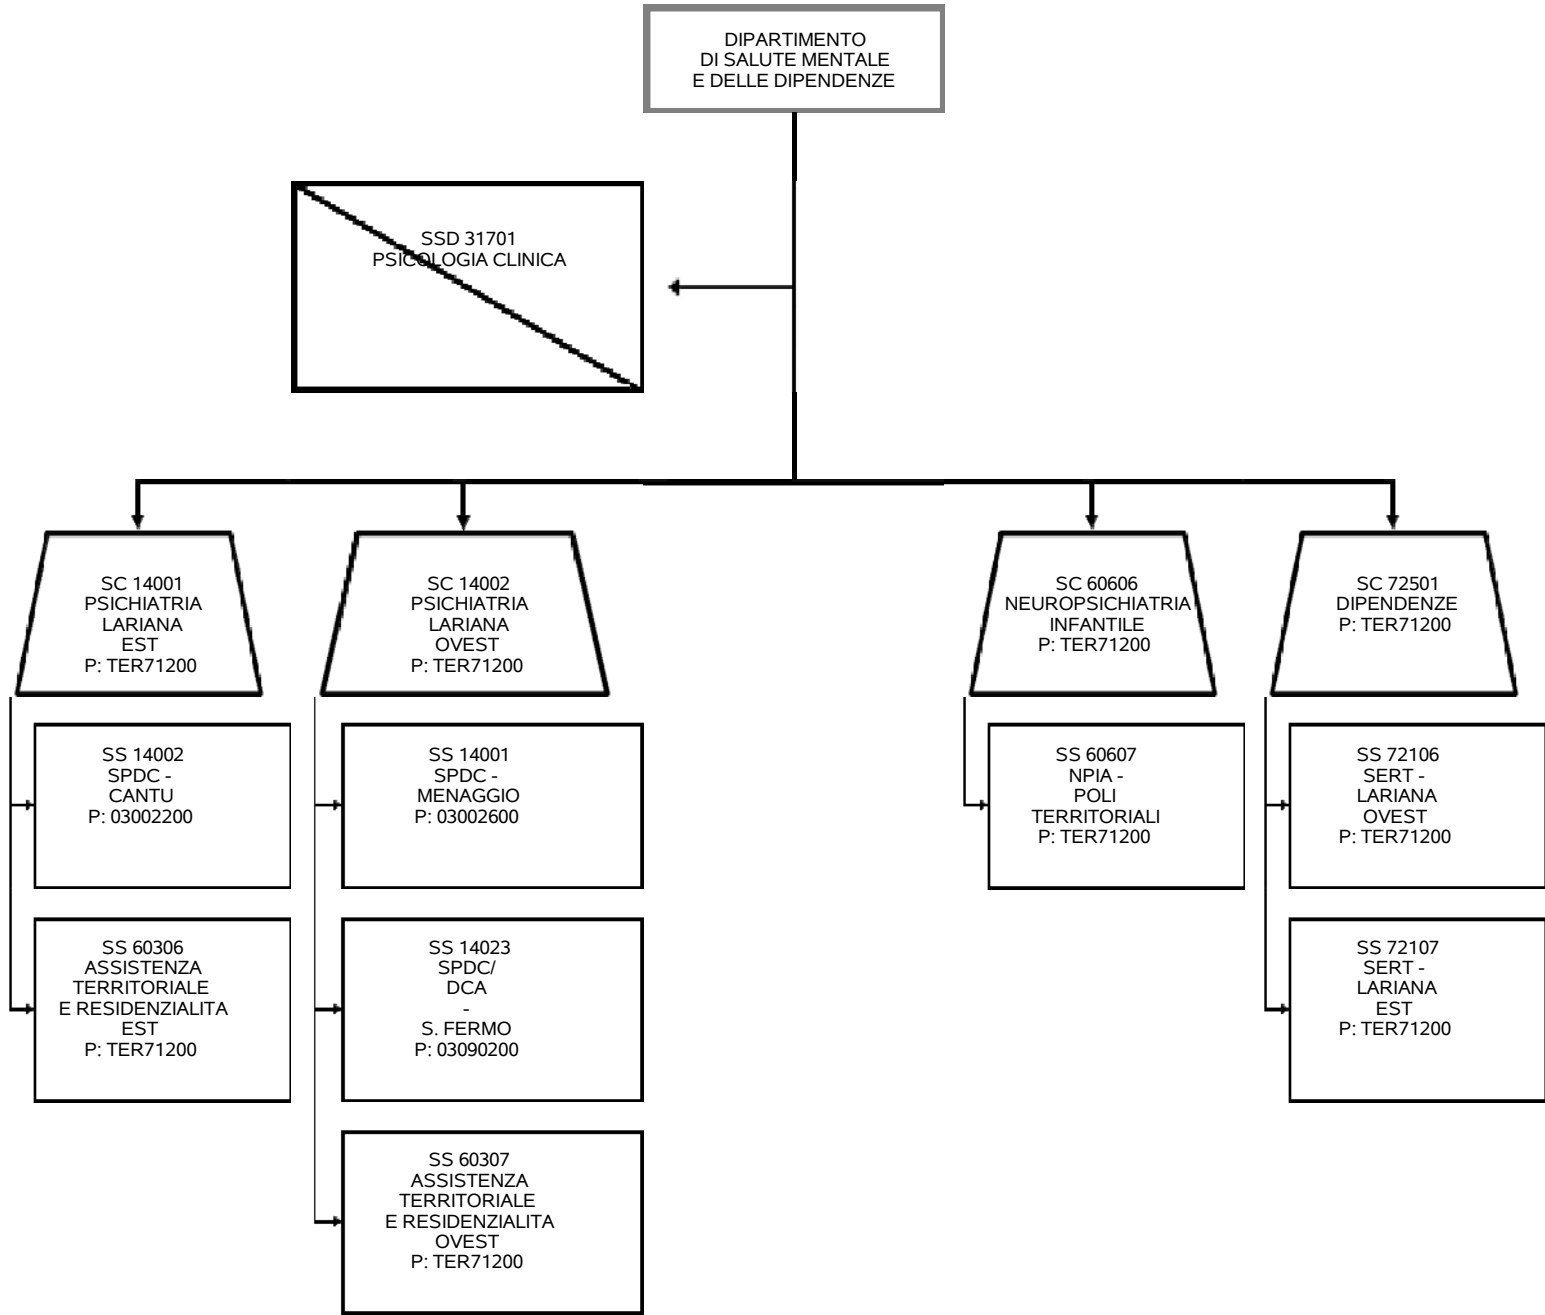 DIPARTIMENTO
DI SALUTE MENTALE
E DELLE DIPENDENZE
SSD 31701
PSICOLOGIA CLINICA
SC 14001
PSICHIATRIA
LARIANA
EST
P: TER71200
SC 14002
PSICHIATRIA
LARIANA
OVEST
P: TER71200
SC 60606
NEUROPSICHIATRIA
INFANTILE
P: TER71200
SC 72501
DIPENDENZE
P: TER71200
SS 14002
SPDC -
CANTU
P: 03002200
SS 14001
SPDC -
MENAGGIO
P: 03002600
SS 60607
NPIA -
POLI
TERRITORIALI
P: TER71200
SS 72106
SERT -
LARIANA
OVEST
P: TER71200
SS 60306
ASSISTENZA
TERRITORIALE
E RESIDENZIALITA
EST
P: TER71200
SS 14023
SPDC/
DCA
-
S. FERMO
P: 03090200
SS 72107
SERT -
LARIANA
EST
P: TER71200
SS 60307
ASSISTENZA
TERRITORIALE
E RESIDENZIALITA
OVEST
P: TER71200